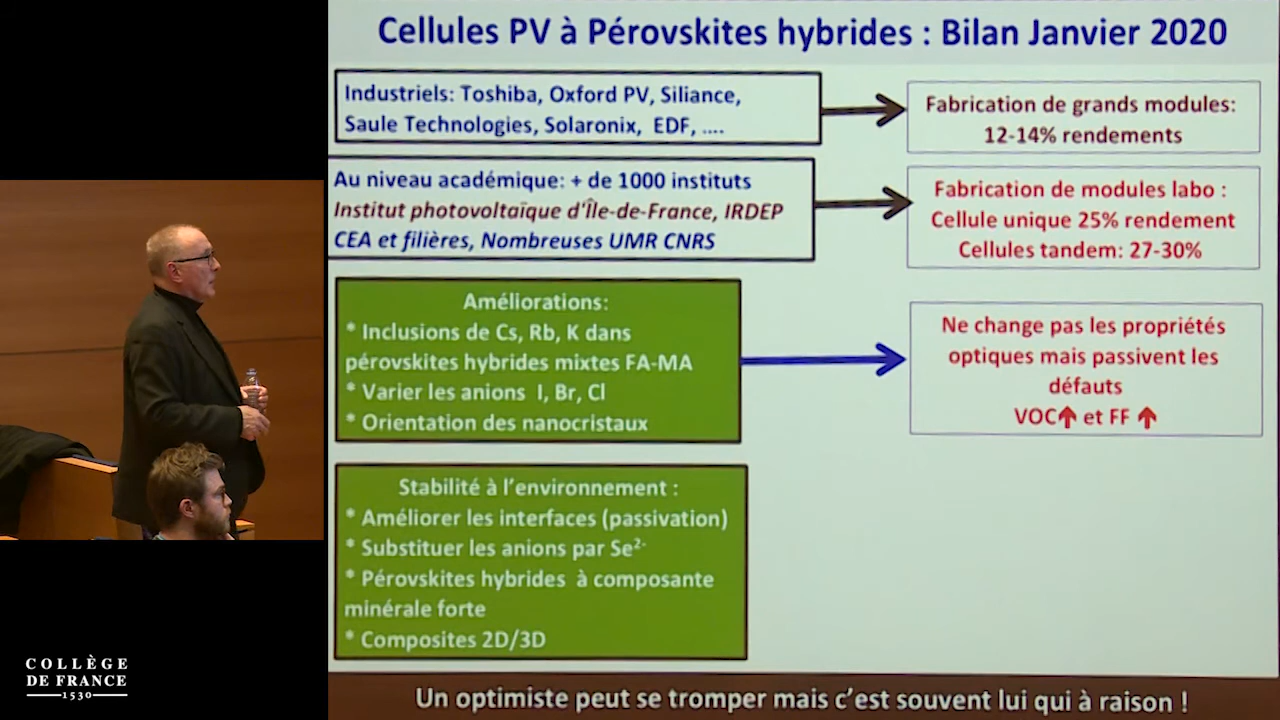 Cellules PV à Pérovskites hybrides : Bilan Janvier 2020
Industriels: Toshiba, Oxford PV, Siliance,
Saule Technologies, Solaronix, EDF, ....
Fabrication de grands modules:
12-14% rendements
Au niveau académique: + de 1000 instituts
Institut photovoltaïque d'Île-de-France, IRDEP
CEA et filières, Nombreuses UMR CNRS
Fabrication de modules labo :
Cellule unique 25% rendement
Cellules tandem: 27-30%
Améliorations:
* Inclusions de Cs, Rb, K dans
pérovskites hybrides mixtes FA-MA
* Varier les anions I, Br, Cl
* Orientation des nanocristaux
Ne change pas les propriétés
optiques mais passivent les
défauts
VOC↑ et FF ↑
Stabilité à l'environnement :
* Améliorer les interfaces (passivation)
* Substituer les anions par Se²⁻
* Pérovskites hybrides à composante
minérale forte
* Composites 2D/3D
Un optimiste peut se tromper mais c'est souvent lui qui à raison !
COLLÈGE
DE FRANCE
1530